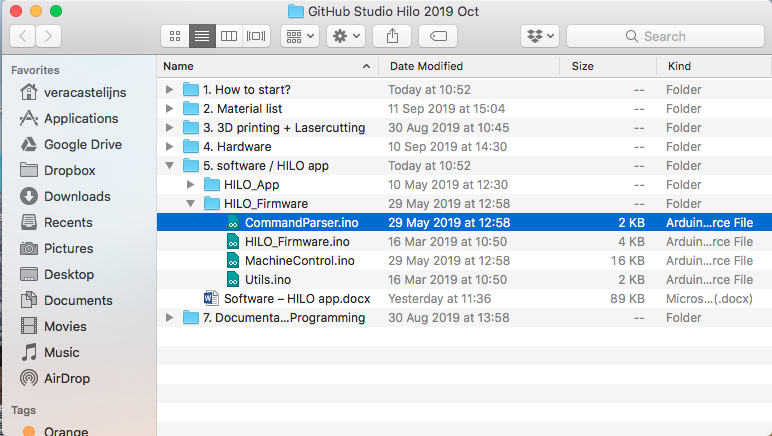 GitHub Studio Hilo 2019 Oct
Search
Favorites
veracastelijns
Applications
Google Drive
Dropbox
Downloads
Recents
Pictures
Desktop
Documents
Movies
Music
AirDrop
Tags
Orange
Name Date Modified Size Kind
1. How to start? Today at 10:52 -- Folder
2. Material list 11 Sep 2019 at 15:04 -- Folder
3. 3D printing + Lasercutting 30 Aug 2019 at 10:45 -- Folder
4. Hardware 10 Sep 2019 at 14:30 -- Folder
5. software / HILO app Today at 10:52 -- Folder
HILO_App 10 May 2019 at 12:30 -- Folder
HILO_Firmware 29 May 2019 at 12:58 -- Folder
CommandParser.ino 29 May 2019 at 12:58 2 KB Arduin...rce File
HILO_Firmware.ino 16 Mar 2019 at 10:50 4 KB Arduin...rce File
MachineControl.ino 29 May 2019 at 12:58 16 KB Arduin...rce File
Utils.ino 16 Mar 2019 at 10:50 2 KB Arduin...rce File
Software – HILO app.docx Yesterday at 11:36 89 KB Micros...(.docx)
7. Documenta...Programming 30 Aug 2019 at 13:58 -- Folder